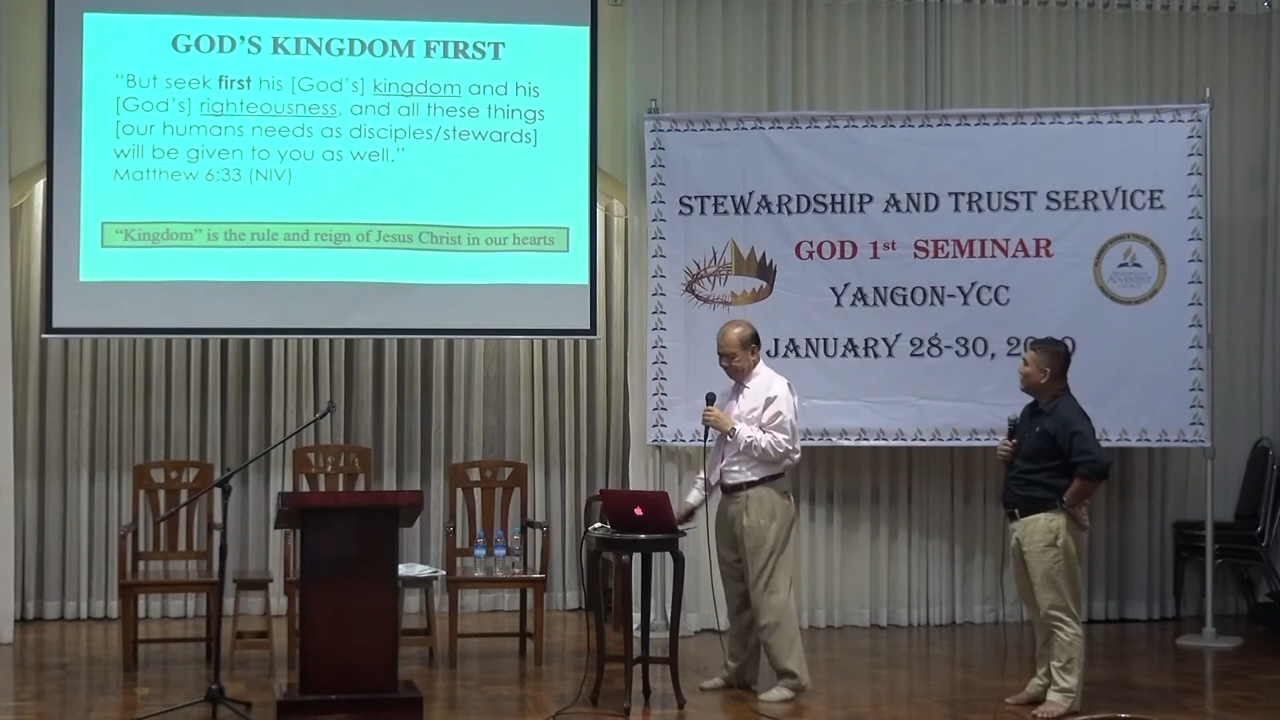 GOD'S KINGDOM FIRST
"But seek first his [God's] kingdom and his
[God's] righteousness, and all these things
[our humans needs as disciples/stewards]
will be given to you as well."
Matthew 6:33 (NIV)
"Kingdom" is the rule and reign of Jesus Christ in our hearts
STEWARDSHIP AND TRUST SERVICE
GOD 1st SEMINAR
YANGON-YCC
JANUARY 28-30,
ADVENTIST